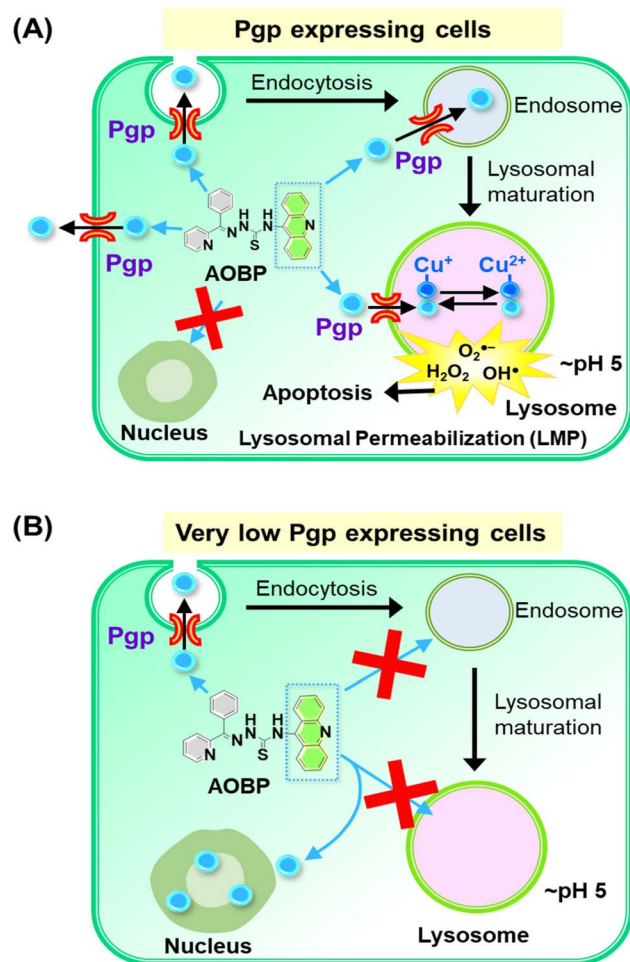 (A)
Pgp expressing cells
Endocytosis
Endosome
Pgp
Pgp
Lysosomal
maturation
N
N
N
H
N
H
N
S
Pgp
AOBP
Cu+
Cu2+
Pgp
O2•−
H2O2 OH•
~pH 5
Apoptosis
Lysosome
Nucleus
Lysosomal Permeabilization (LMP)
(B)
Very low Pgp expressing cells
Endocytosis
Endosome
Pgp
Lysosomal
maturation
N
N
N
H
N
H
N
S
AOBP
~pH 5
Nucleus
Lysosome